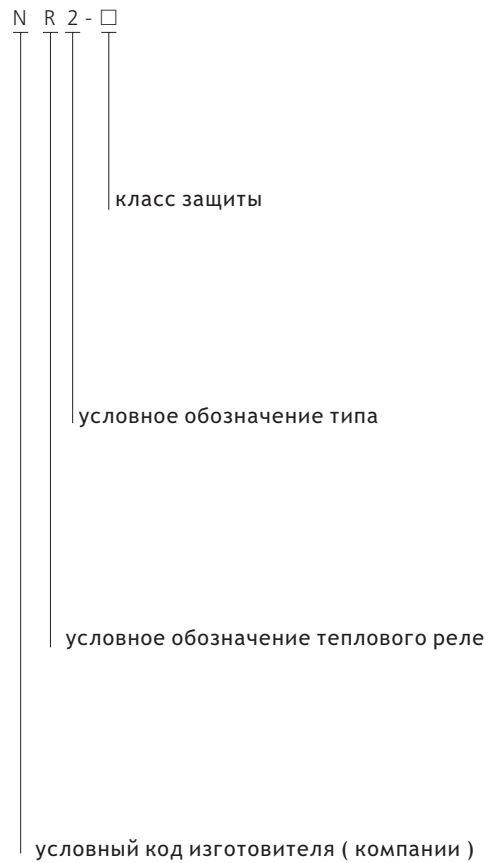 N R 2 - □
класс защиты
условное обозначение типа
условное обозначение теплового реле
условный код изготовителя ( компании )